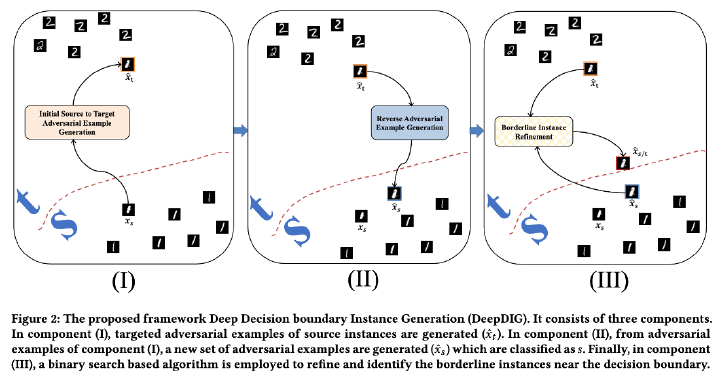 Initial Source to Target
Adversarial Example
Generation
x̂t
xs
t
s
(I)
Reverse Adversarial
Example Generation
x̂t
x̂s
xs
t
s
(II)
Borderline Instance
Refinement
x̂t
x̂s/t
x̂s
xs
t
s
(III)
Figure 2: The proposed framework Deep Decision boundary Instance Generation (DeepDIG). It consists of three components.
In component (I), targeted adversarial examples of source instances are generated (x̂t). In component (II), from adversarial
examples of component (I), a new set of adversarial examples are generated (x̂s) which are classified as s. Finally, in component
(III), a binary search based algorithm is employed to refine and identify the borderline instances near the decision boundary.